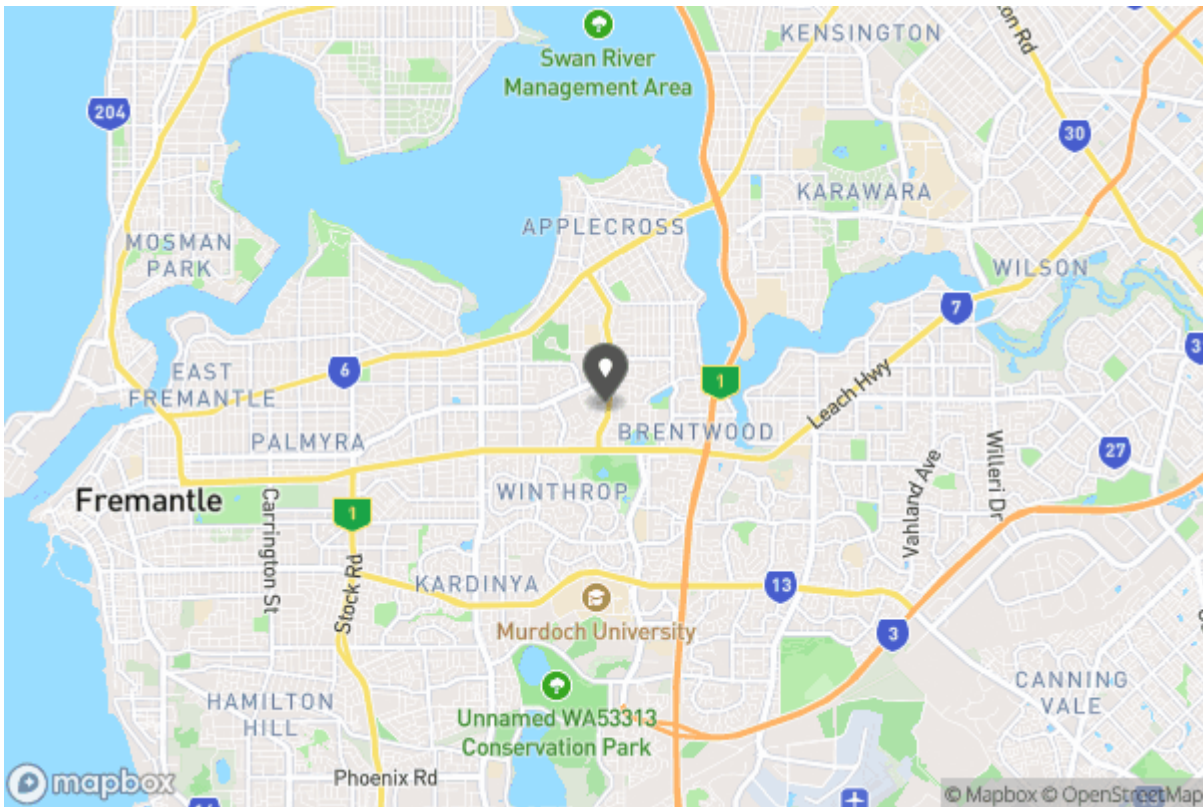 KENSINGTON
Swan River
Management Area
204
30
KARAWARA
APPLECROSS
MOSMAN
PARK
WILSON
7
6
1
EAST
FREMANTLE
Leach Hwy
BRENTWOOD
PALMYRA
27
Willeri Dr
Vahland Ave
WINTHROP
Fremantle
Carrington St
1
Stock Rd
KARDINYA
13
Murdoch University
3
HAMILTON
HILL
CANNING
VALE
Unnamed WA53313
Conservation Park
Phoenix Rd
mapbox
© Mapbox © OpenStreetMap